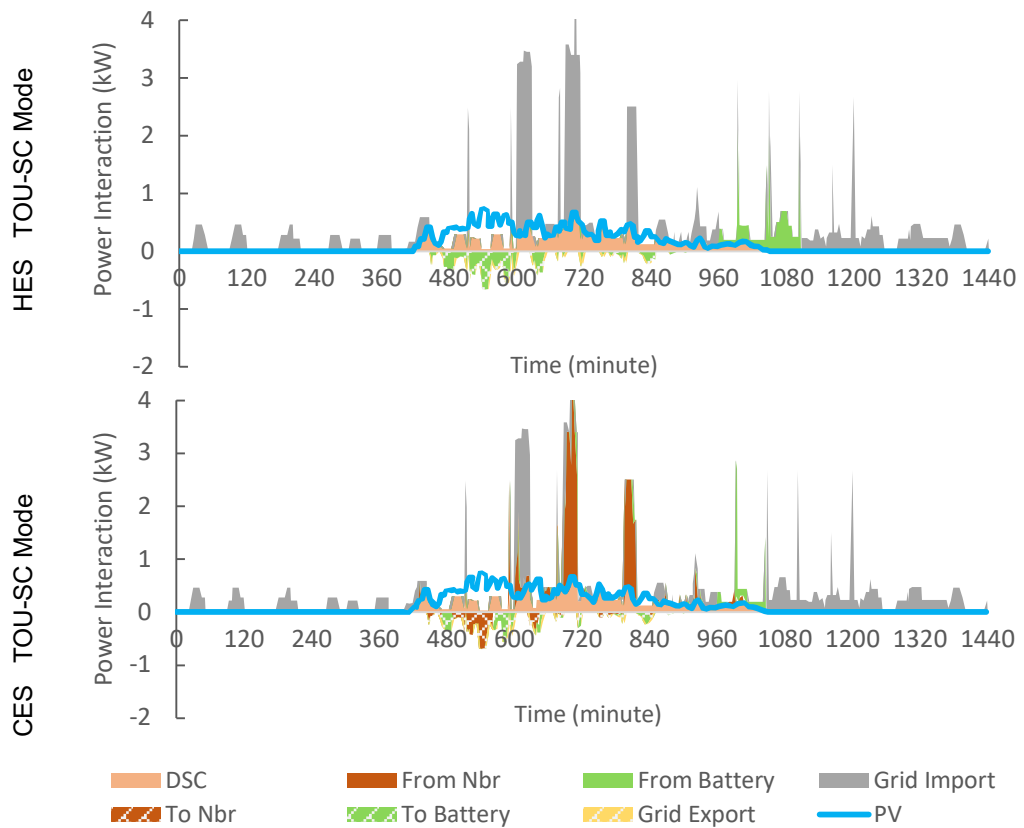 HES TOU-SC Mode
Power Interaction (kW)
4
3
2
1
0
-1
-2
0 120 240 360 480 600 720 840 960 1080 1200 1320 1440
Time (minute)
CES TOU-SC Mode
Power Interaction (kW)
4
3
2
1
0
-1
-2
0 120 240 360 480 600 720 840 960 1080 1200 1320 1440
Time (minute)
DSC From Nbr From Battery Grid Import
To Nbr To Battery Grid Export PV